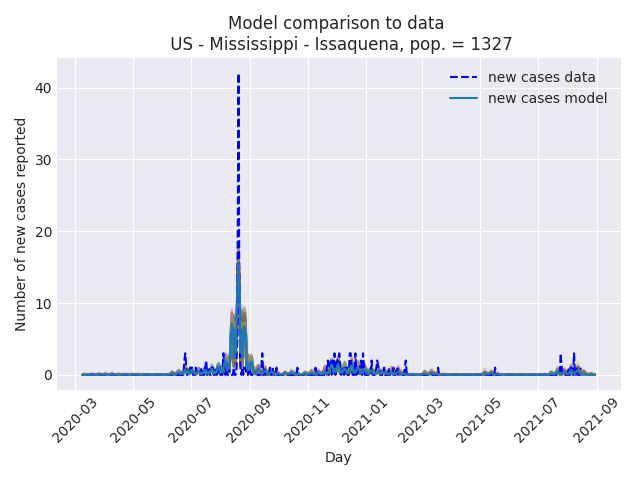 Model comparison to data
US - Mississippi - Issaquena, pop. = 1327
new cases data
new cases model
Number of new cases reported
40
30
20
10
0
2020-03
2020-05
2020-07
2020-09
2020-11
2021-01
2021-03
2021-05
2021-07
2021-09
Day